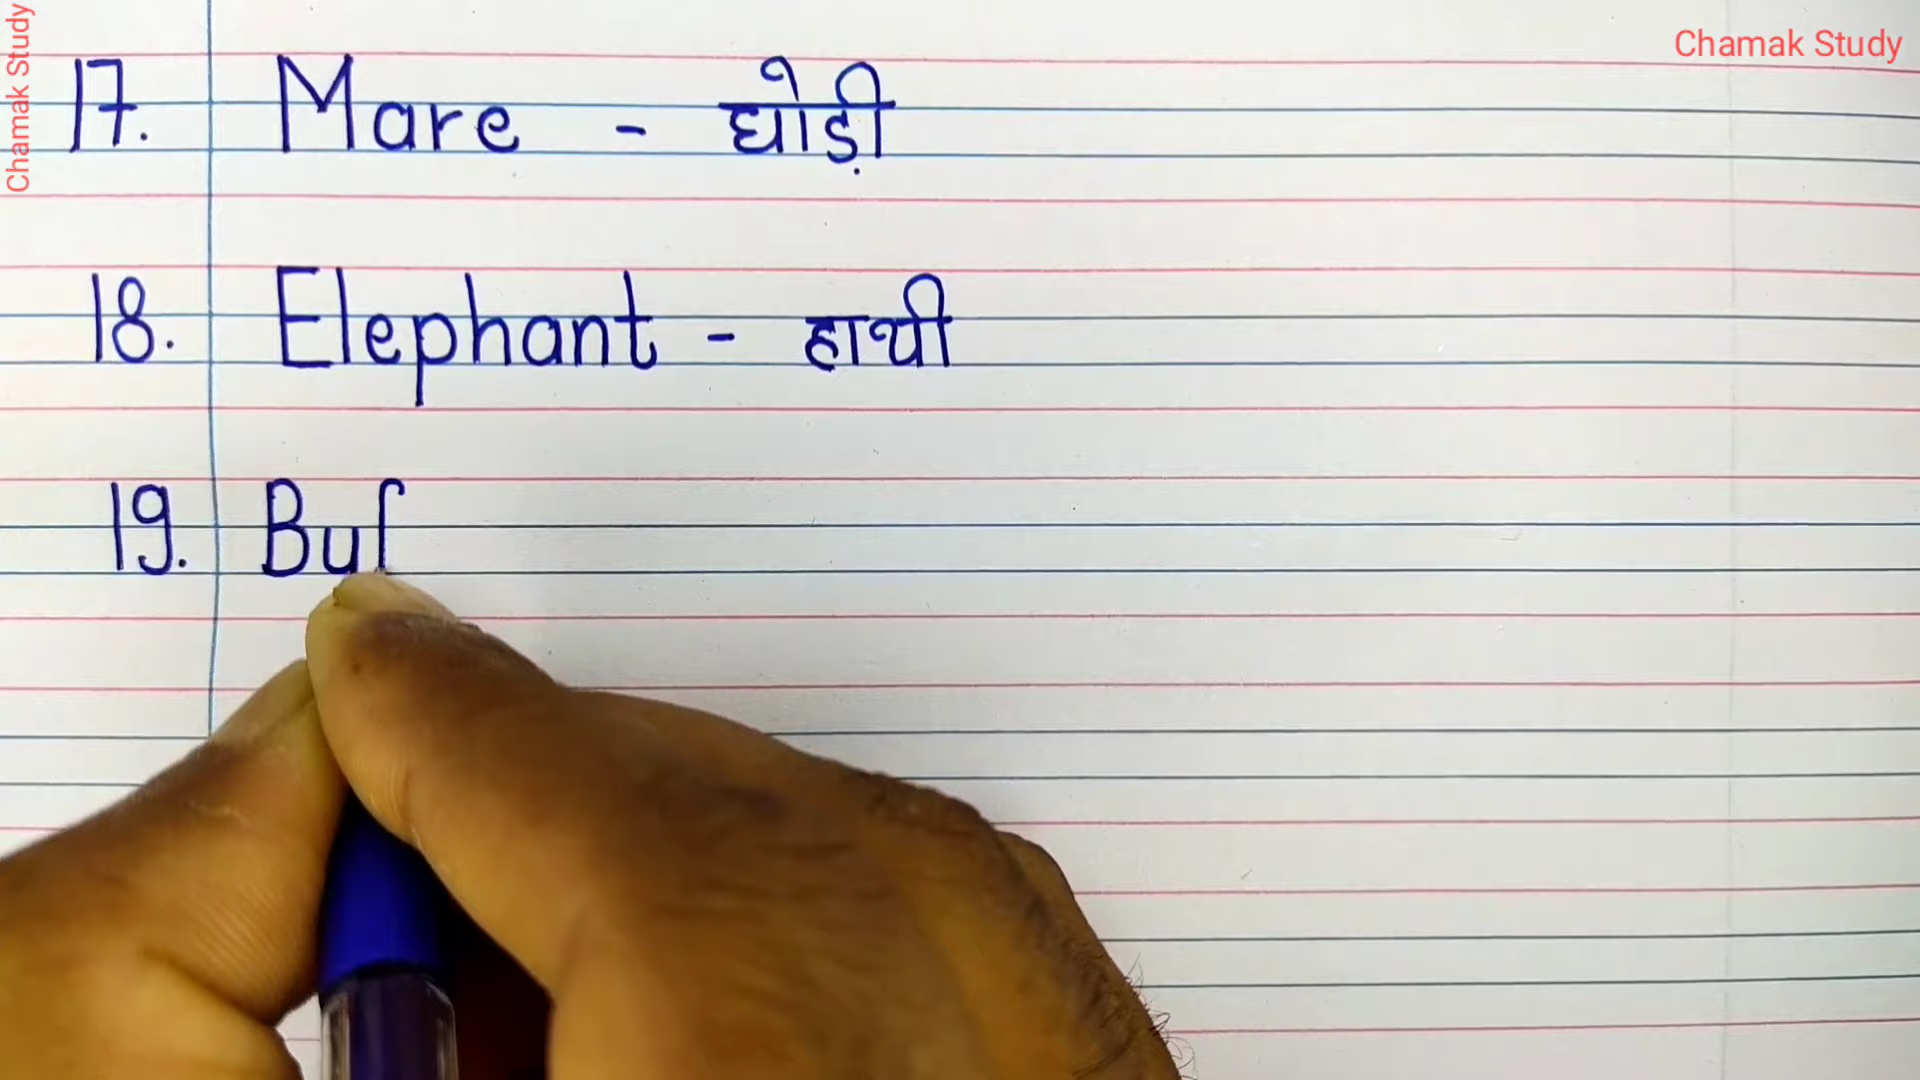 Chamak Study
Chamak Study
17. Mare - घोड़ी
18. Elephant - हाथी
19. Buf